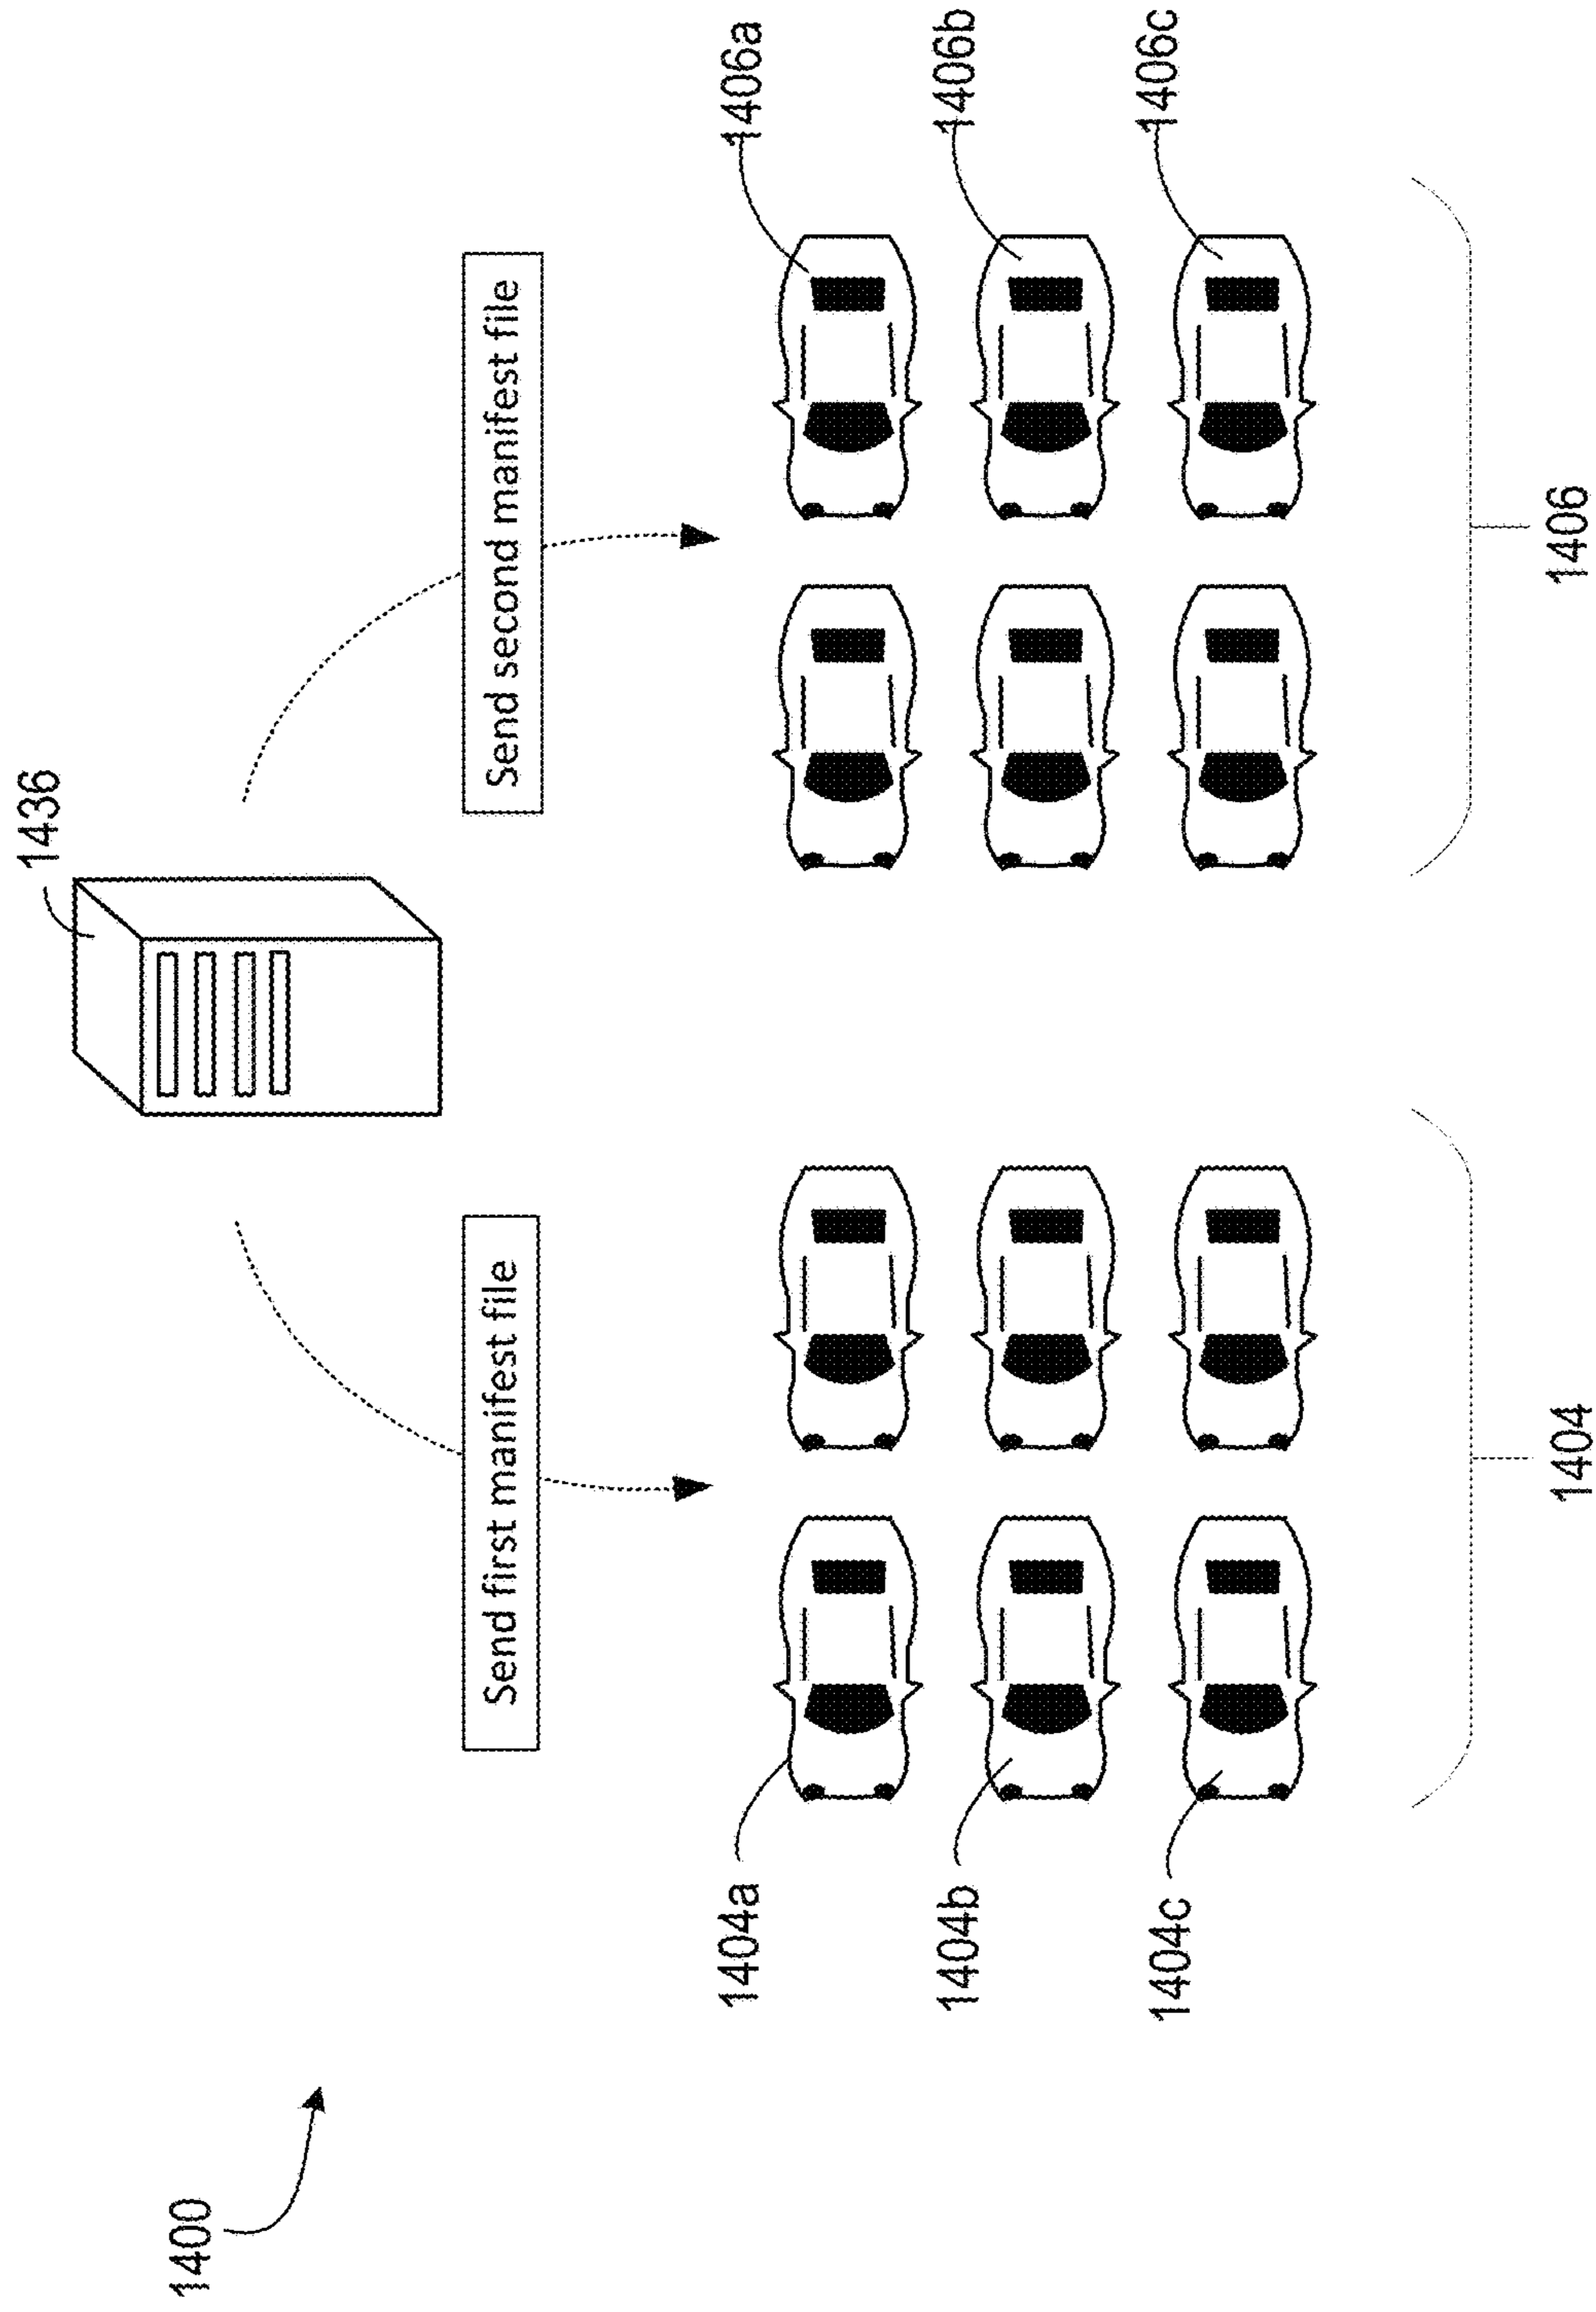 1400
1436
Send first manifest file
Send second manifest file
1404a
1406a
1404b
1406b
1404c
1406c
1404
1406